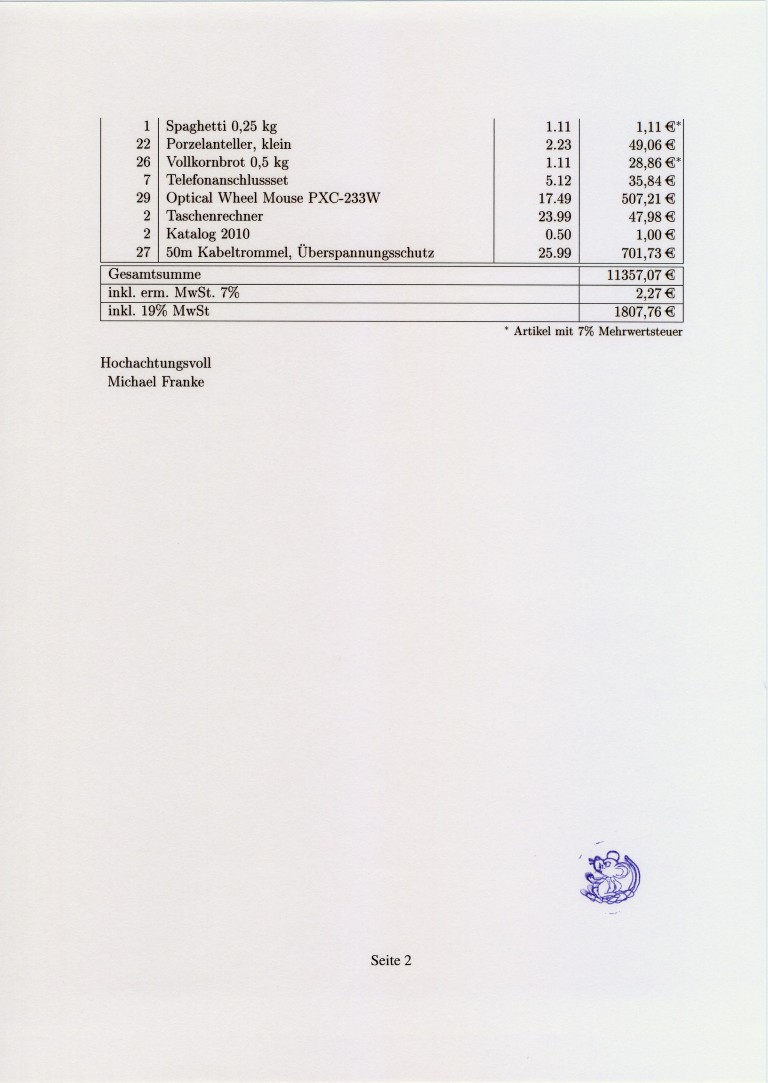 1 Spaghetti 0,25 kg 1.11 1,11 €*
22 Porzelanteller, klein 2.23 49,06 €
26 Vollkornbrot 0,5 kg 1.11 28,86 €*
7 Telefonanschlussset 5.12 35,84 €
29 Optical Wheel Mouse PXC-233W 17.49 507,21 €
2 Taschenrechner 23.99 47,98 €
2 Katalog 2010 0.50 1,00 €
27 50m Kabeltrommel, Überspannungsschutz 25.99 701,73 €
Gesamtsumme 11357,07 €
inkl. erm. MwSt. 7% 2,27 €
inkl. 19% MwSt 1807,76 €
* Artikel mit 7% Mehrwertsteuer
Hochachtungsvoll
Michael Franke
Seite 2